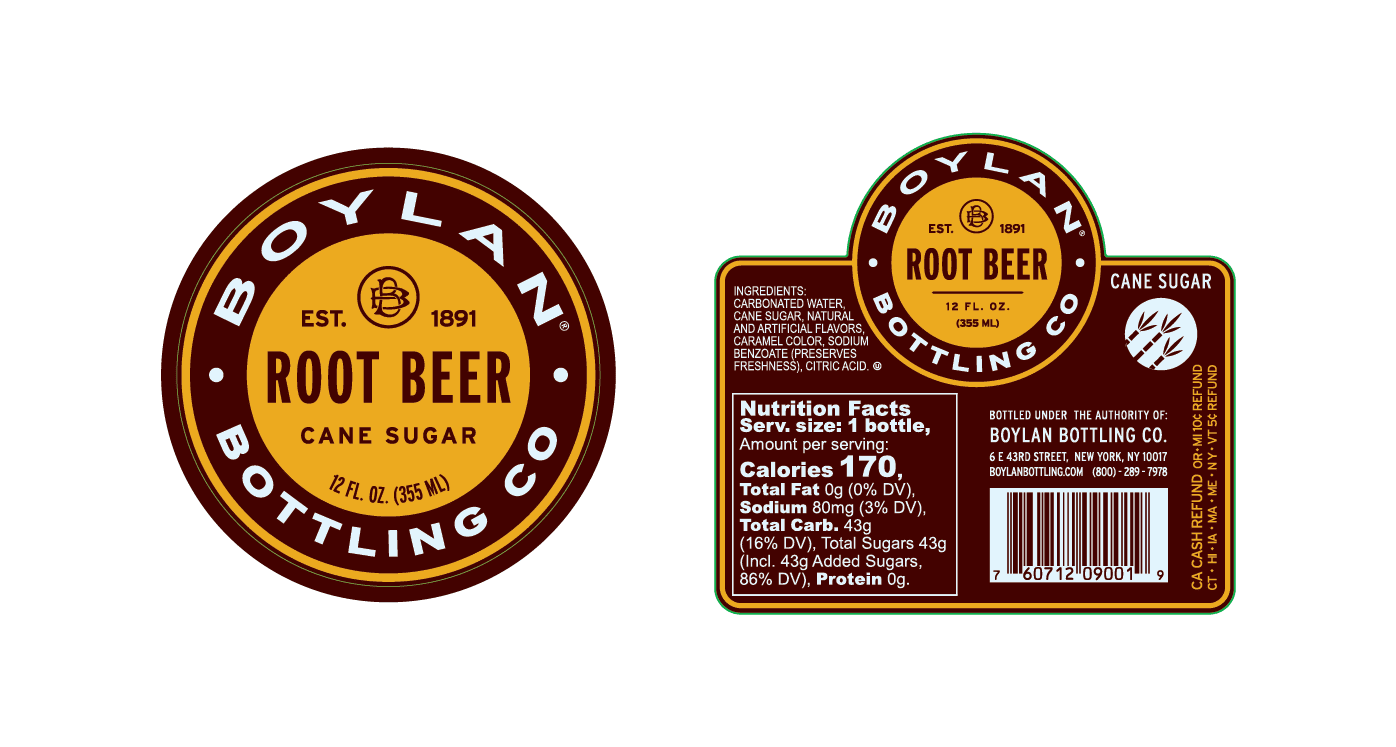 BOYLAN®
EST. 1891
ROOT BEER
CANE SUGAR
12 FL. OZ. (355 ML)
BOTTLING CO
BOYLAN®
EST. 1891
ROOT BEER
12 FL. OZ.
(355 ML)
BOTTLING CO
INGREDIENTS:
CARBONATED WATER,
CANE SUGAR, NATURAL
AND ARTIFICIAL FLAVORS,
CARAMEL COLOR, SODIUM
BENZOATE (PRESERVES
FRESHNESS), CITRIC ACID. Ⓤ
Nutrition Facts
Serv. size: 1 bottle,
Amount per serving:
Calories 170,
Total Fat 0g (0% DV),
Sodium 80mg (3% DV),
Total Carb. 43g
(16% DV), Total Sugars 43g
(Incl. 43g Added Sugars,
86% DV), Protein 0g.
CANE SUGAR
BOTTLED UNDER THE AUTHORITY OF:
BOYLAN BOTTLING CO.
6 E 43RD STREET, NEW YORK, NY 10017
BOYLANBOTTLING.COM (800) - 289 - 7978
7 60712 09001 9
CA CASH REFUND OR • MI 10¢ REFUND
CT • HI • IA • MA • ME • NY • VT 5¢ REFUND